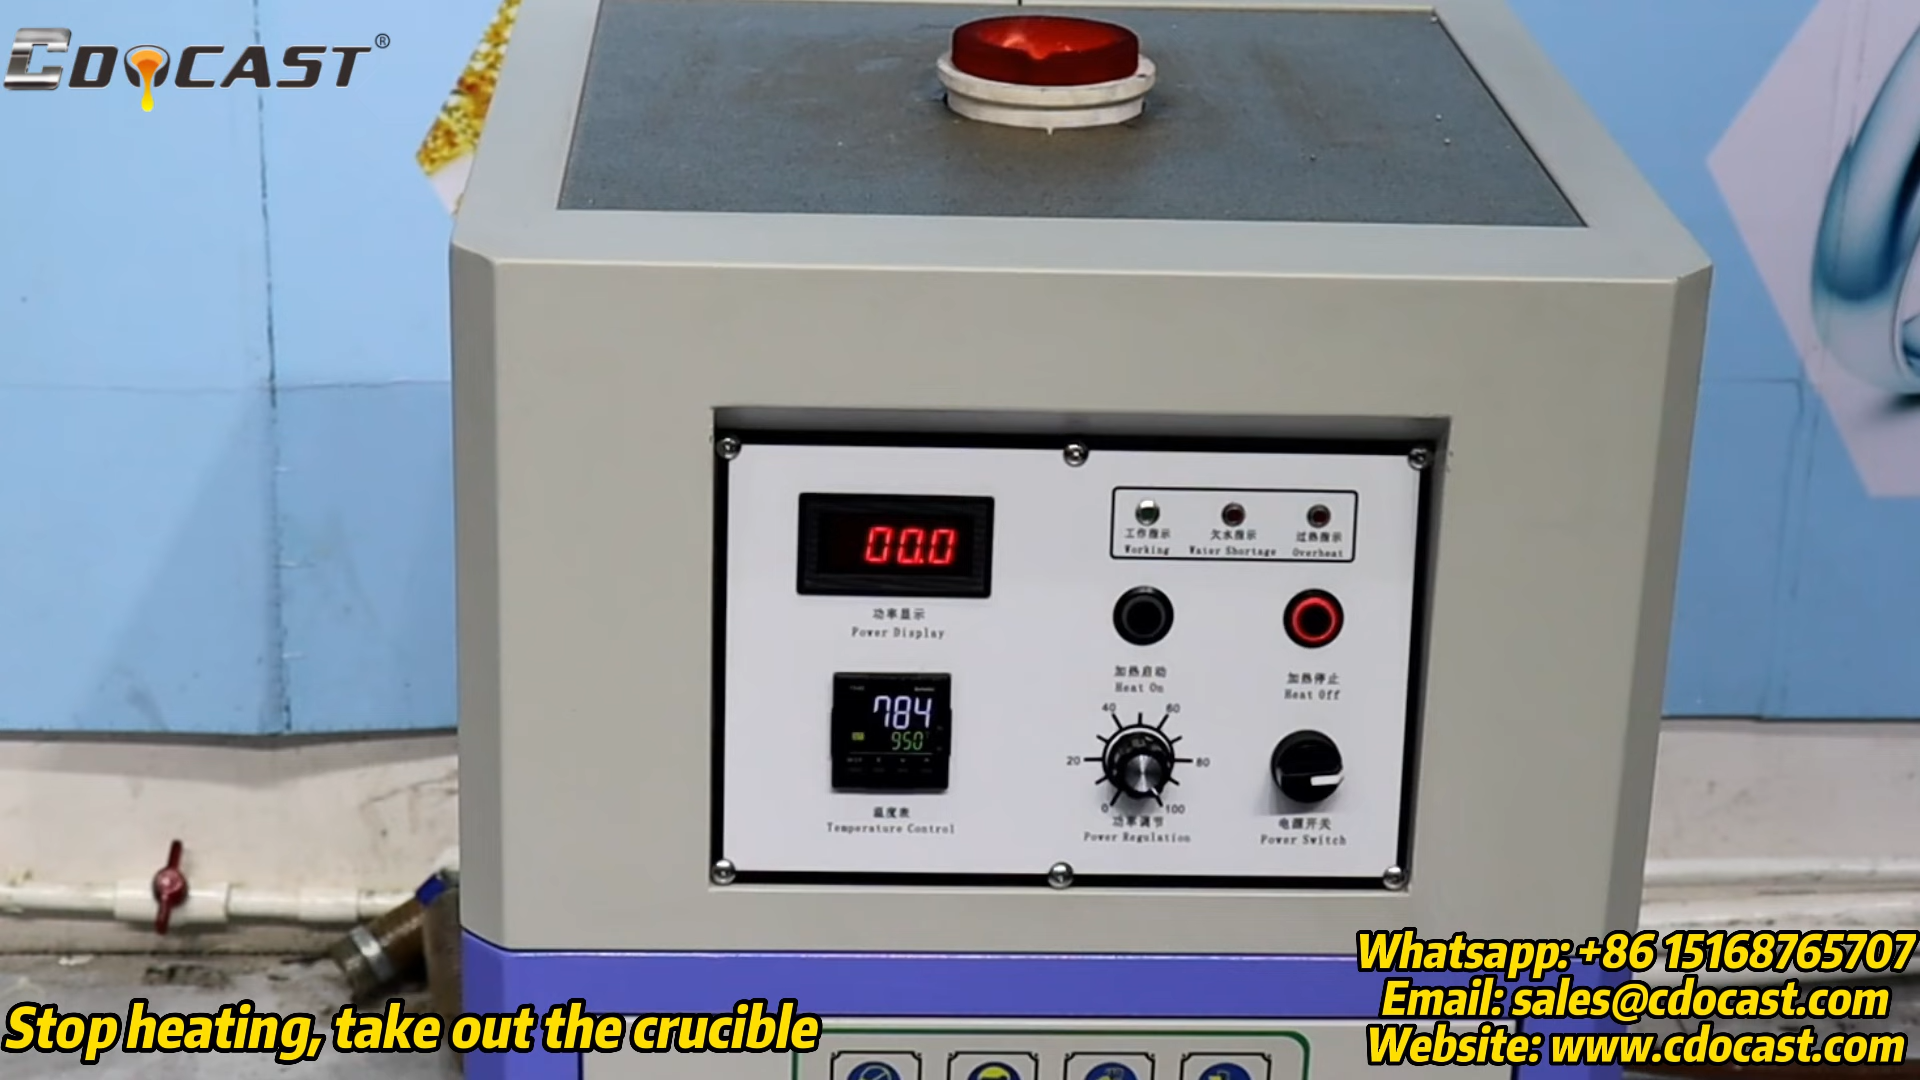 CDOCAST®
00.0
功率显示
Power Display
工作指示 欠水指示 过热指示
Working Water Shortage Overheat
加热启动
Heat On
加热停止
Heat Off
784
950
温度表
Temperature Control
40 60
20 80
0 100
功率调节
Power Regulation
电源开关
Power Switch
Stop heating, take out the crucible
Whatsapp: +86 15168765707
Email: sales@cdocast.com
Website: www.cdocast.com